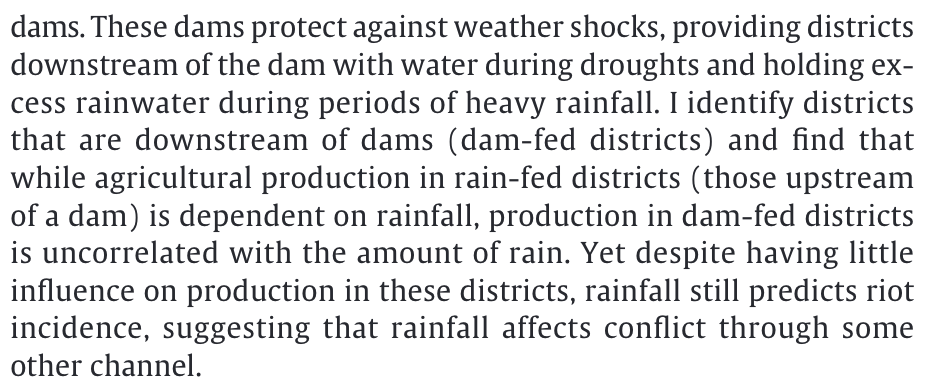 dams. These dams protect against weather shocks, providing districts
downstream of the dam with water during droughts and holding ex-
cess rainwater during periods of heavy rainfall. I identify districts
that are downstream of dams (dam-fed districts) and find that
while agricultural production in rain-fed districts (those upstream
of a dam) is dependent on rainfall, production in dam-fed districts
is uncorrelated with the amount of rain. Yet despite having little
influence on production in these districts, rainfall still predicts riot
incidence, suggesting that rainfall affects conflict through some
other channel.